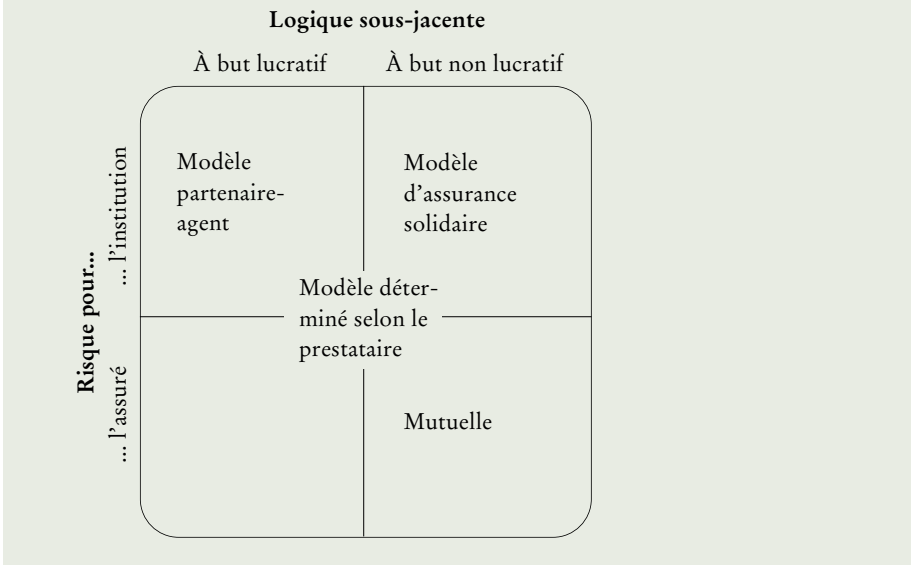 Logique sous-jacente
À but lucratif
À but non lucratif
Risque pour...
... l’institution
Modèle
partenaire-
agent
Modèle
d’assurance
solidaire
Modèle déter-
miné selon le
prestataire
... l’assuré
Mutuelle